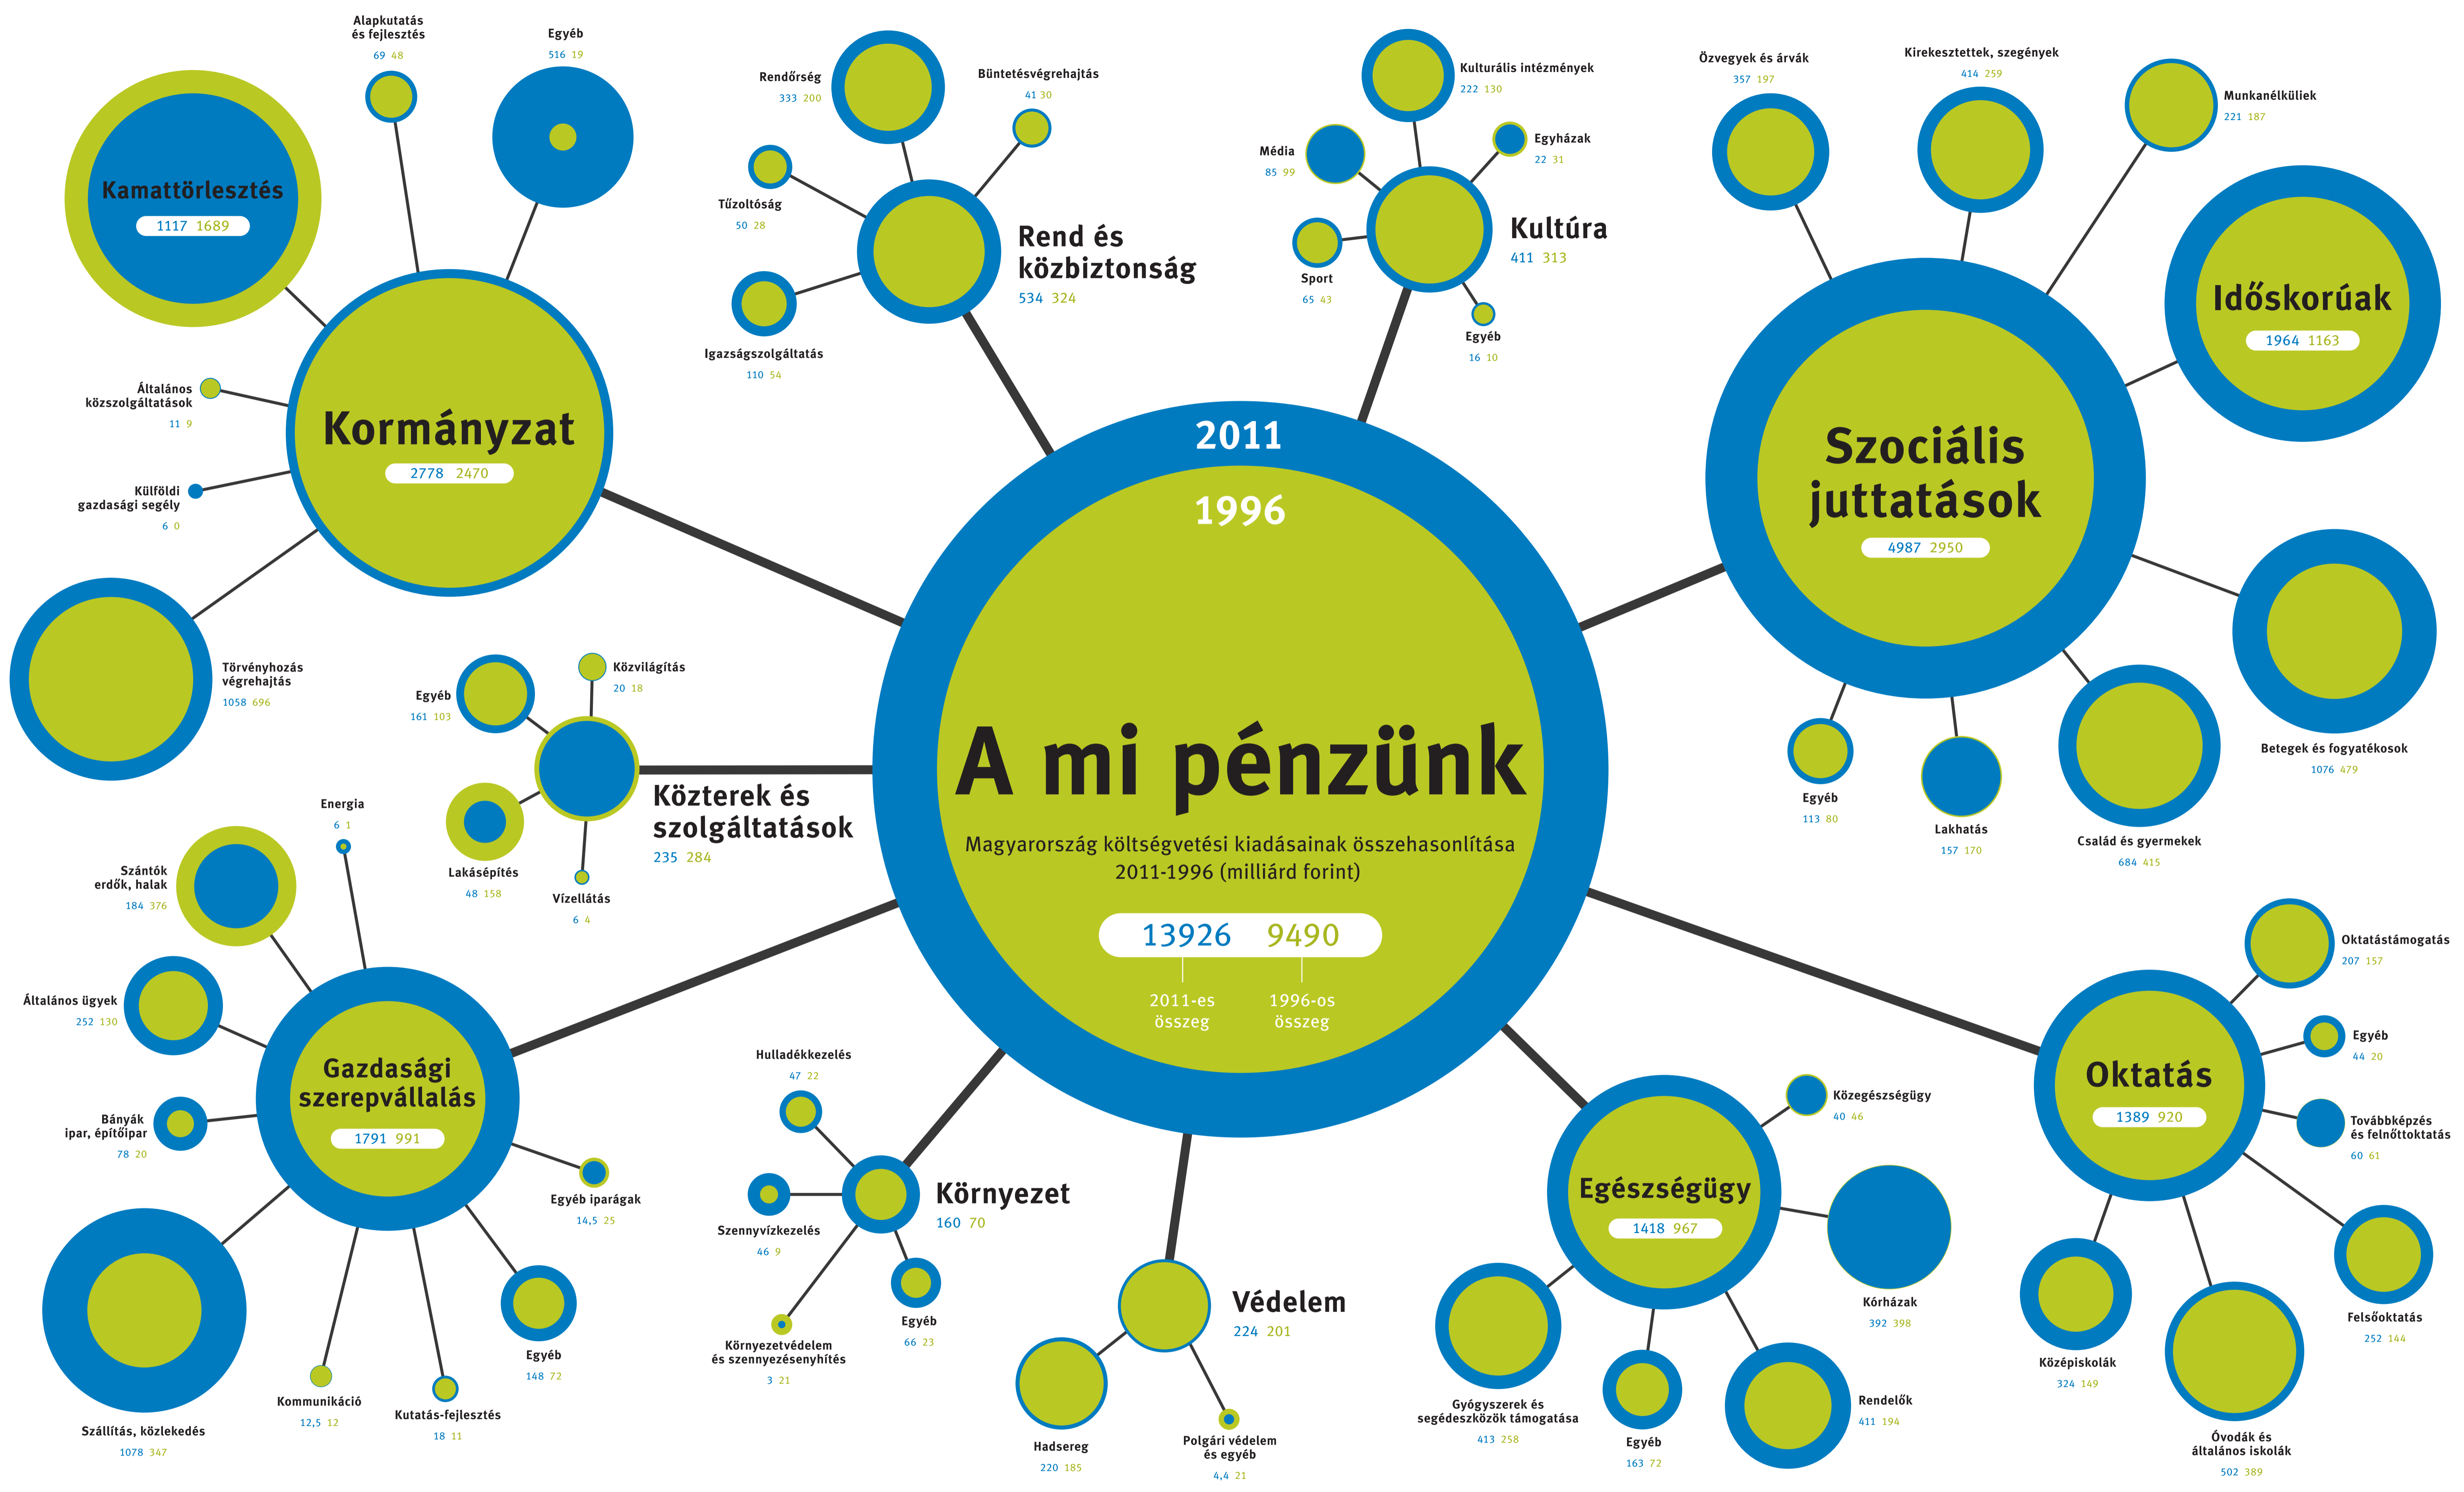 2011
1996
A mi pénzünk
Magyarország költségvetési kiadásainak összehasonlítása
2011-1996 (milliárd forint)
13926 9490
2011-es
összeg
1996-os
összeg
Kormányzat
2778 2470
Kamattörlesztés
1117 1689
Alapkutatás
és fejlesztés
69 48
Egyéb
516 19
Általános
közszolgáltatások
11 9
Külföldi
gazdasági segély
6 0
Törvényhozás
végrehajtás
1058 696
Rend és
közbiztonság
534 324
Rendőrség
333 200
Büntetésvégrehajtás
41 30
Tűzoltóság
50 28
Igazságszolgáltatás
110 54
Kultúra
411 313
Kulturális intézmények
222 130
Média
85 99
Egyházak
22 31
Sport
65 43
Egyéb
16 10
Szociális
juttatások
4987 2950
Özvegyek és árvák
357 197
Kirekesztettek, szegények
414 259
Munkanélküliek
221 187
Időskorúak
1964 1163
Betegek és fogyatékosok
1076 479
Család és gyermekek
684 415
Lakhatás
157 170
Egyéb
113 80
Közterek és
szolgáltatások
235 284
Egyéb
161 103
Közvilágítás
20 18
Lakásépítés
48 158
Vízellátás
6 4
Gazdasági
szerepvállalás
1791 991
Energia
6 1
Szántók
erdők, halak
184 376
Általános ügyek
252 130
Bányák
ipar, építőipar
78 20
Szállítás, közlekedés
1078 347
Kommunikáció
12,5 12
Kutatás-fejlesztés
18 11
Egyéb
148 72
Egyéb iparágak
14,5 25
Környezet
160 70
Hulladékkezelés
47 22
Szennyvízkezelés
46 9
Környezetvédelem
és szennyezésenyhítés
3 21
Egyéb
66 23
Védelem
224 201
Hadsereg
220 185
Polgári védelem
és egyéb
4,4 21
Egészségügy
1418 967
Közegészségügy
40 46
Kórházak
392 398
Gyógyszerek és
segédeszközök támogatása
413 258
Egyéb
163 72
Rendelők
411 194
Oktatás
1389 920
Oktatástámogatás
207 157
Egyéb
44 20
Továbbképzés
és felnőttoktatás
60 61
Felsőoktatás
252 144
Középiskolák
324 149
Óvodák és
általános iskolák
502 389